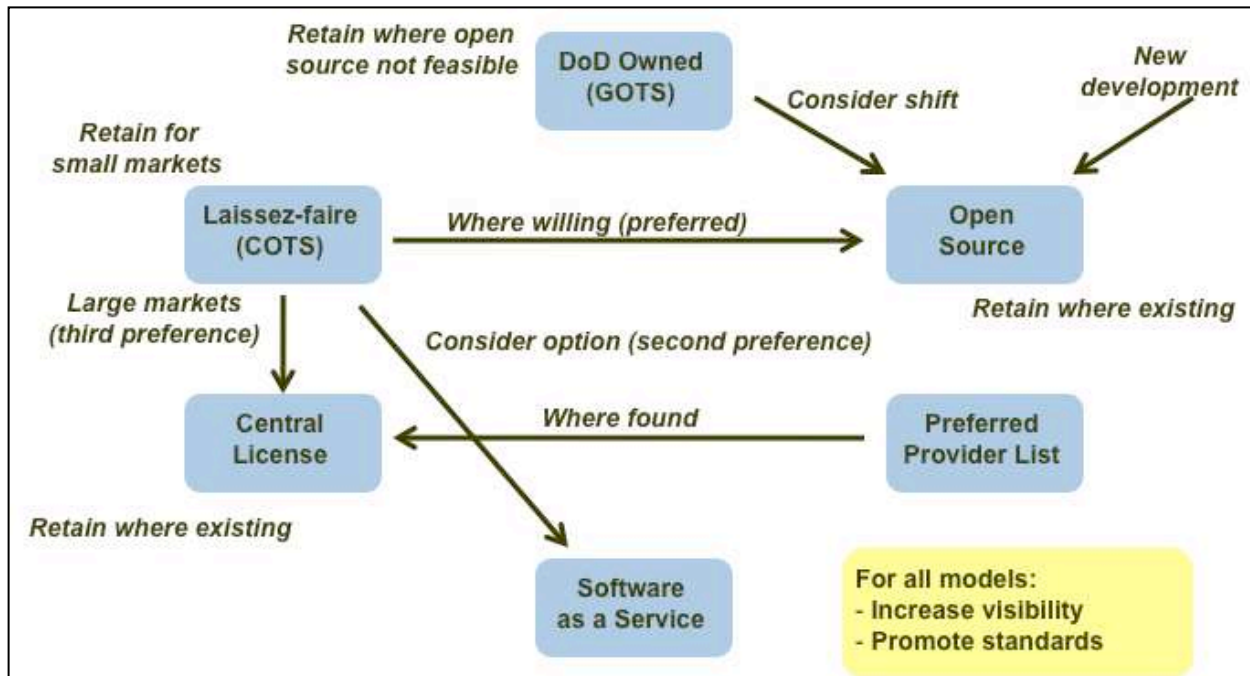 Retain where open
source not feasible
DoD Owned
(GOTS)
New
development
Consider shift
Retain for
small markets
Laissez-faire
(COTS)
Where willing (preferred)
Open
Source
Large markets
(third preference)
Retain where existing
Consider option (second preference)
Central
License
Where found
Preferred
Provider List
Retain where existing
Software
as a Service
For all models:
- Increase visibility
- Promote standards